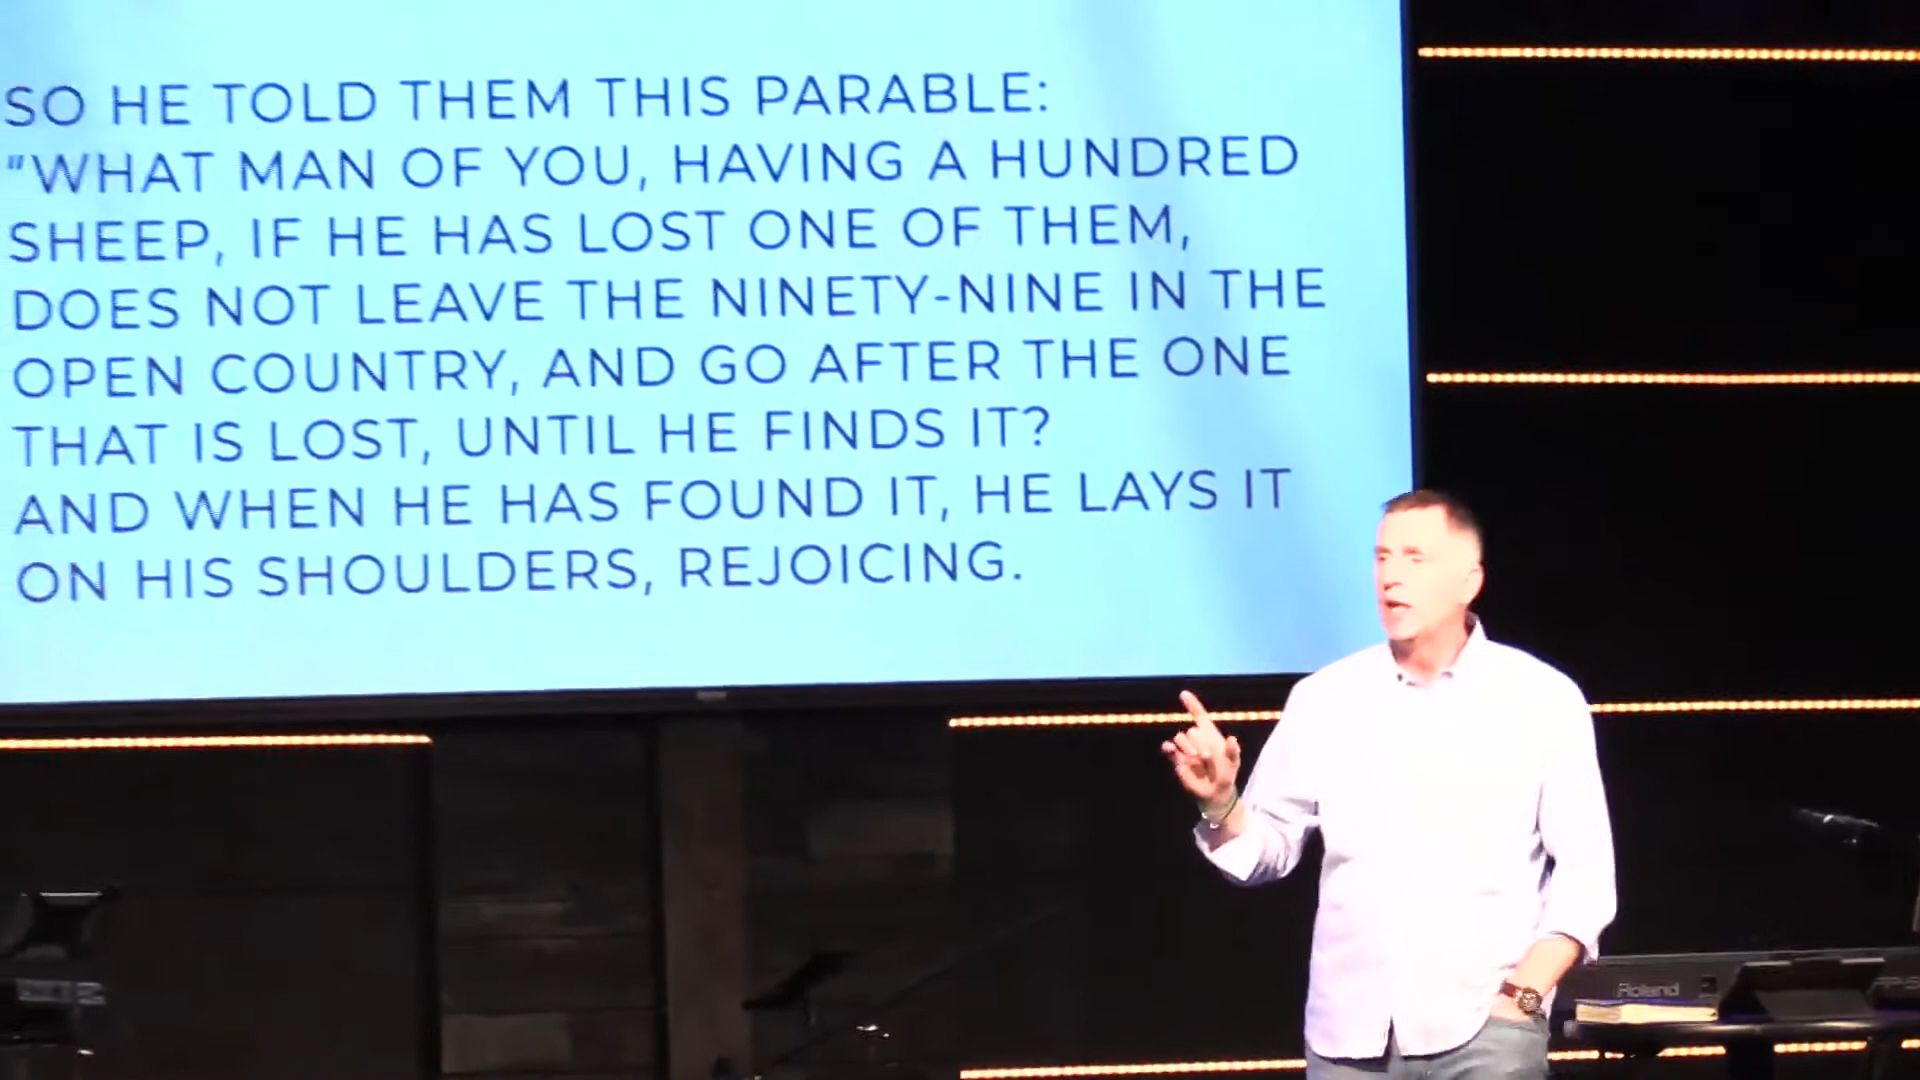 SO HE TOLD THEM THIS PARABLE:
"WHAT MAN OF YOU, HAVING A HUNDRED
SHEEP, IF HE HAS LOST ONE OF THEM,
DOES NOT LEAVE THE NINETY-NINE IN THE
OPEN COUNTRY, AND GO AFTER THE ONE
THAT IS LOST, UNTIL HE FINDS IT?
AND WHEN HE HAS FOUND IT, HE LAYS IT
ON HIS SHOULDERS, REJOICING.
Roland